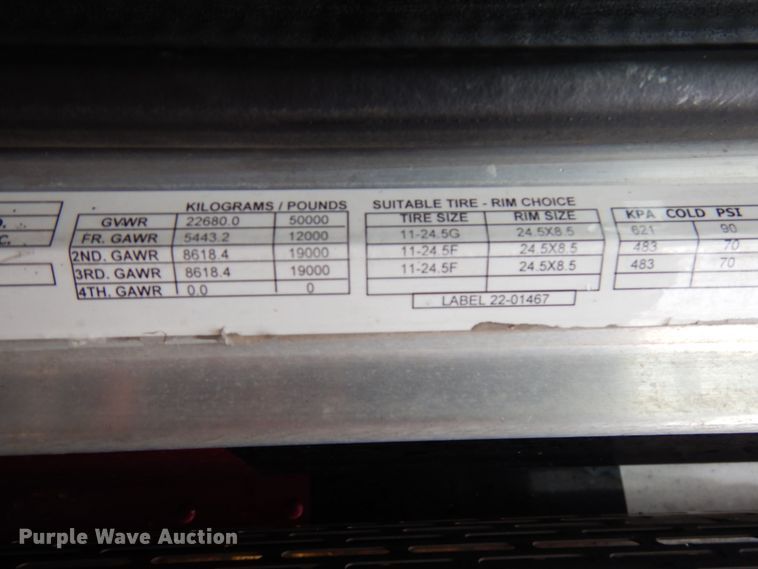 KILOGRAMS / POUNDS SUITABLE TIRE - RIM CHOICE
TIRE SIZE RIM SIZE KPA COLD PSI
GVWR 22680.0 50000 11-24.5G 24.5X8.5 621 90
FR. GAWR 5443.2 12000 11-24.5F 24.5X8.5 483 70
2ND. GAWR 8618.4 19000 11-24.5F 24.5X8.5 483 70
3RD. GAWR 8618.4 19000
4TH. GAWR 0.0 0
LABEL 22-01467
Purple Wave Auction